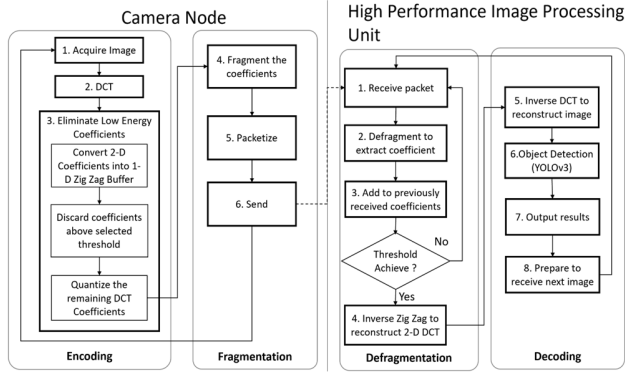 Camera Node
High Performance Image Processing
Unit
1. Acquire Image
2. DCT
3. Eliminate Low Energy
Coefficients
Convert 2-D
Coefficients into 1-
D Zig Zag Buffer
Discard coefficients
above selected
threshold
Quantize the
remaining DCT
Coefficients
Encoding
4. Fragment the
coefficients
5. Packetize
6. Send
Fragmentation
1. Receive packet
2. Defragment to
extract coefficient
3. Add to previously
received coefficients
Threshold
Achieve ?
No
Yes
4. Inverse Zig Zag to
reconstruct 2-D DCT
Defragmentation
5. Inverse DCT to
reconstruct image
6.Object Detection
(YOLOv3)
7. Output results
8. Prepare to
receive next image
Decoding